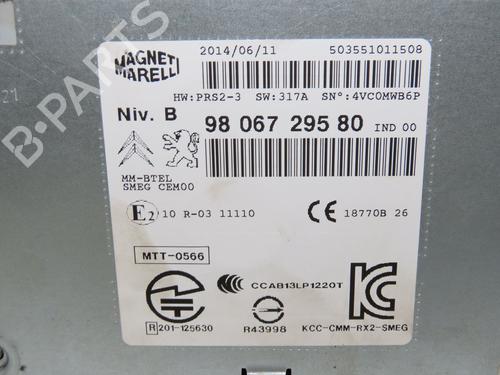 B-PARTS
MAGNETI
MARELLI
2014/06/11 503551011508
HW:PRS2-3 SW:317A SN°:4VC0MWB6P
Niv. B 98 067 295 80 IND 00
MM-BTEL
SMEG CEM00
E2 10 R-03 11110 CE 18770B 26
MTT-0566
CCAB13LP1220T
R 201-125630 R43998 KCC-CMM-RX2-SMEG
21